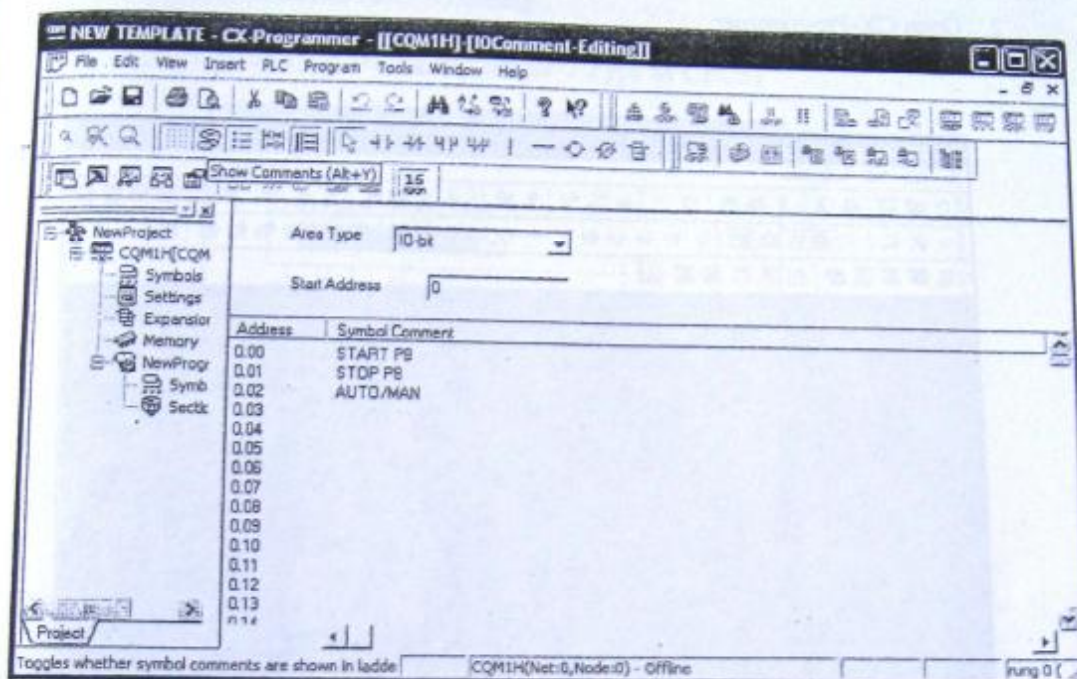 NEW TEMPLATE - CX-Programmer - [[CQM1H]-[IOComment-Editing]]
File Edit View Insert PLC Program Tools Window Help
Show Comments (Alt+Y)
NewProject
CQM1H[CQM
Symbols
Settings
Expansior
Memory
NewProgr
Symb
Sectic
Project
Area Type IO-bit
Start Address 0
Address Symbol Comment
0.00 START PB
0.01 STOP PB
0.02 AUTO/MAN
0.03
0.04
0.05
0.06
0.07
0.08
0.09
0.10
0.11
0.12
0.13
0.14
Toggles whether symbol comments are shown in ladde CQM1H(Net:0,Node:0) - Offline rung 0 (